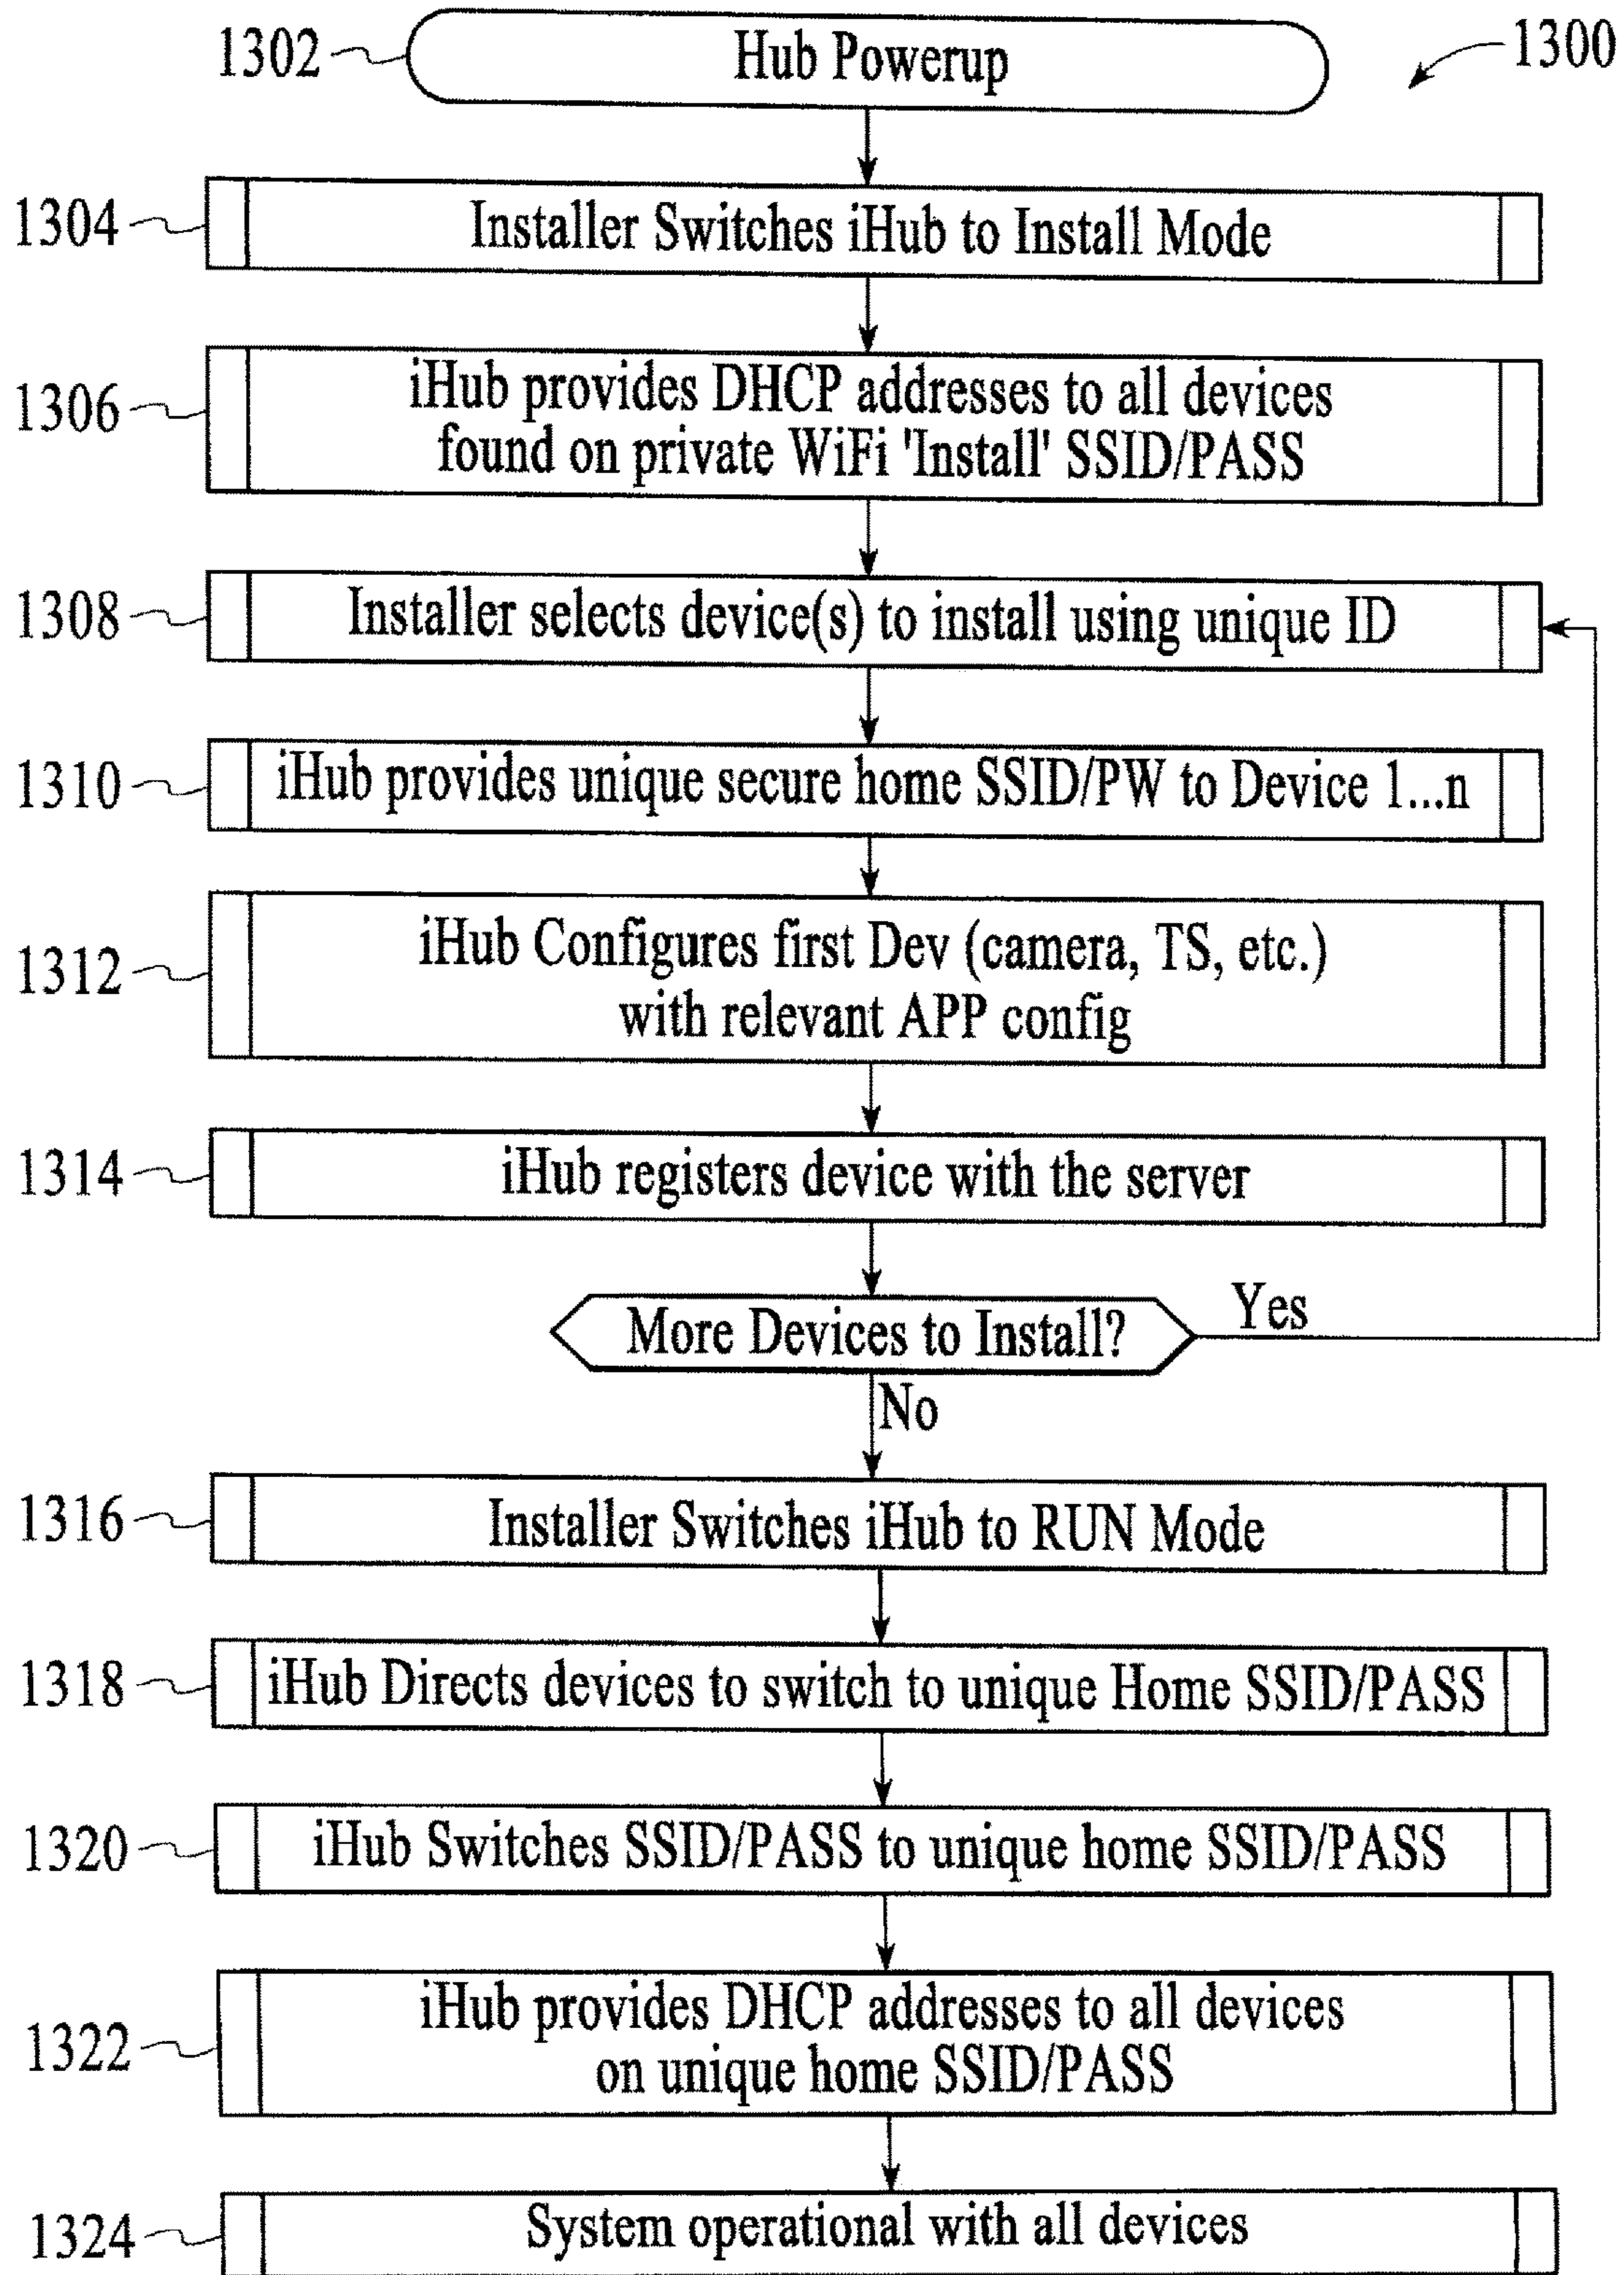 1302
Hub Powerup
1300
1304
Installer Switches iHub to Install Mode
1306
iHub provides DHCP addresses to all devices
found on private WiFi 'Install' SSID/PASS
1308
Installer selects device(s) to install using unique ID
1310
iHub provides unique secure home SSID/PW to Device 1...n
1312
iHub Configures first Dev (camera, TS, etc.)
with relevant APP config
1314
iHub registers device with the server
More Devices to Install?
Yes
No
1316
Installer Switches iHub to RUN Mode
1318
iHub Directs devices to switch to unique Home SSID/PASS
1320
iHub Switches SSID/PASS to unique home SSID/PASS
1322
iHub provides DHCP addresses to all devices
on unique home SSID/PASS
1324
System operational with all devices